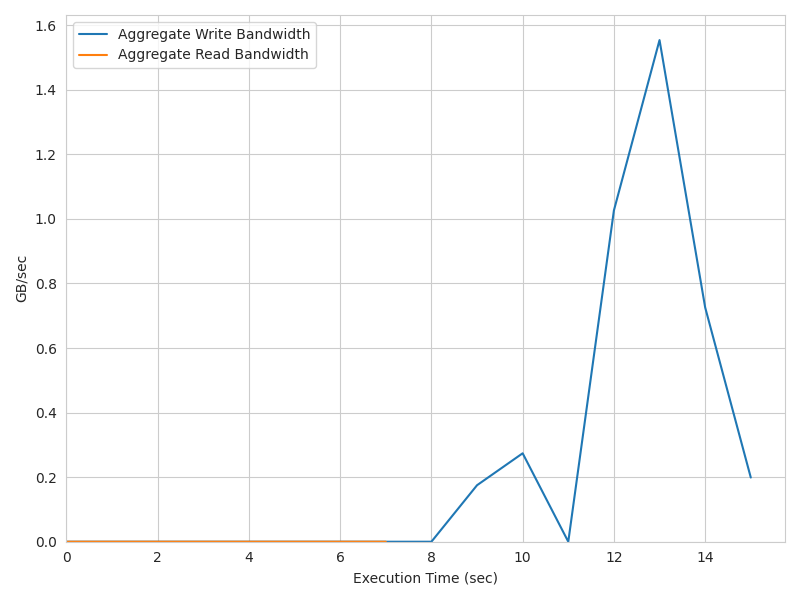 Aggregate Write Bandwidth
Aggregate Read Bandwidth
1.6
1.4
1.2
1.0
0.8
0.6
0.4
0.2
0.0
GB/sec
0 2 4 6 8 10 12 14
Execution Time (sec)